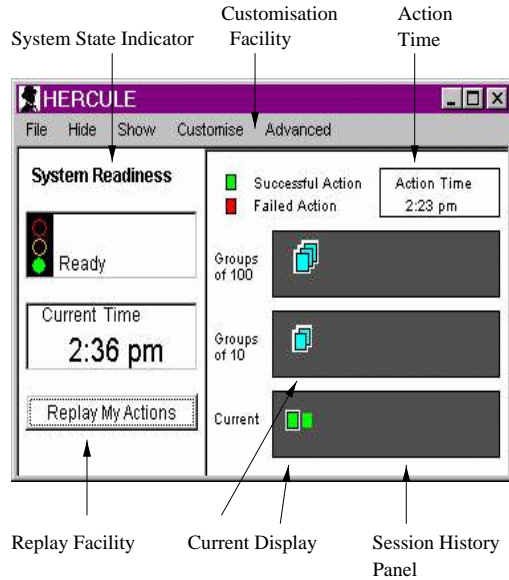 Customisation
Facility
Action
Time
System State Indicator
HERCULE
File Hide Show Customise Advanced
System Readiness
Ready
Current Time
2:36 pm
Replay My Actions
Successful Action
Failed Action
Action Time
2:23 pm
Groups
of 100
Groups
of 10
Current
Replay Facility
Current Display
Session History
Panel